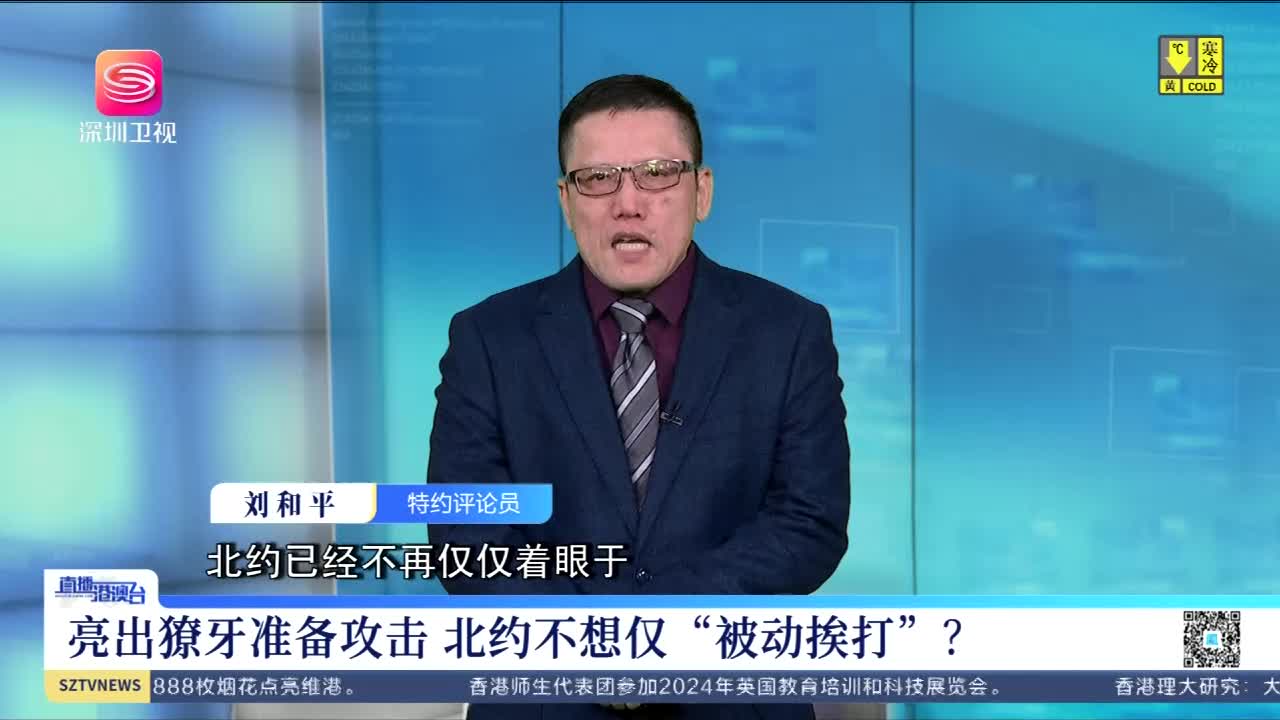 深圳卫视
℃
寒冷
黄 COLD
刘和平 特约评论员
北约已经不再仅仅着眼于
直播港澳台
亮出獠牙准备攻击 北约不想仅“被动挨打”？
SZTVNEWS 888枚烟花点亮维港。 香港师生代表团参加2024年英国教育培训和科技展览会。 香港理大研究：大